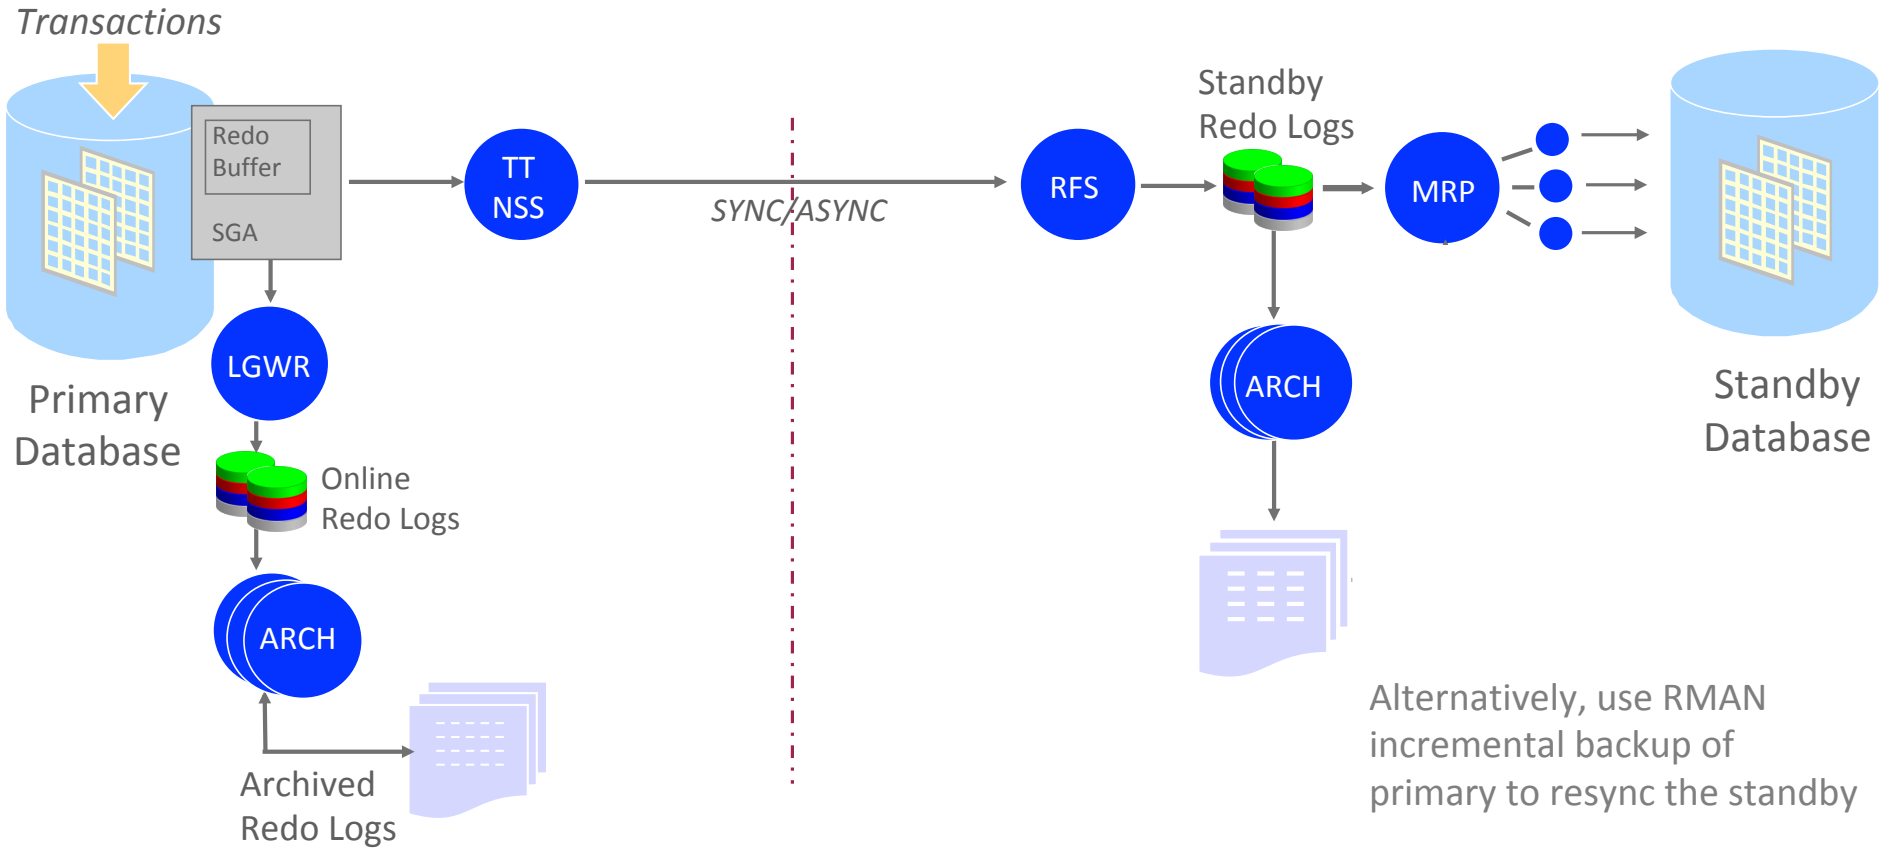 Transactions
Redo
Buffer
SGA
TT
NSS
SYNC/ASYNC
RFS
Standby
Redo Logs
MRP
LGWR
Primary
Database
Online
Redo Logs
ARCH
Archived
Redo Logs
ARCH
Standby
Database
Alternatively, use RMAN
incremental backup of
primary to resync the standby